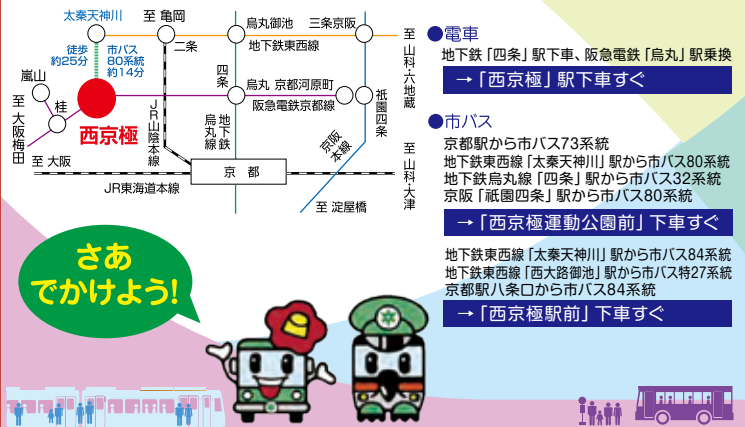 太秦天神川
至 亀岡
烏丸御池
三条京阪
二条
地下鉄東西線
至 山科・六地蔵
徒歩
約25分
市バス
80系統
約14分
嵐山
桂
四条
烏丸
京都河原町
阪急電鉄京都線
祇園四条
至 大阪梅田
西京極
JR山陰本線
地下鉄
烏丸線
京阪
本線
至 大阪
京都
至 山科・大津
JR東海道本線
至 淀屋橋
さあ
でかけよう!
●電車
地下鉄「四条」駅下車、阪急電鉄「烏丸」駅乗換
→「西京極」駅下車すぐ
●市バス
京都駅から市バス73系統
地下鉄東西線「太秦天神川」駅から市バス80系統
地下鉄烏丸線「四条」駅から市バス32系統
京阪「祇園四条」駅から市バス80系統
→「西京極運動公園前」下車すぐ
地下鉄東西線「太秦天神川」駅から市バス84系統
地下鉄東西線「西大路御池」駅から市バス特27系統
京都駅八条口から市バス84系統
→「西京極駅前」下車すぐ